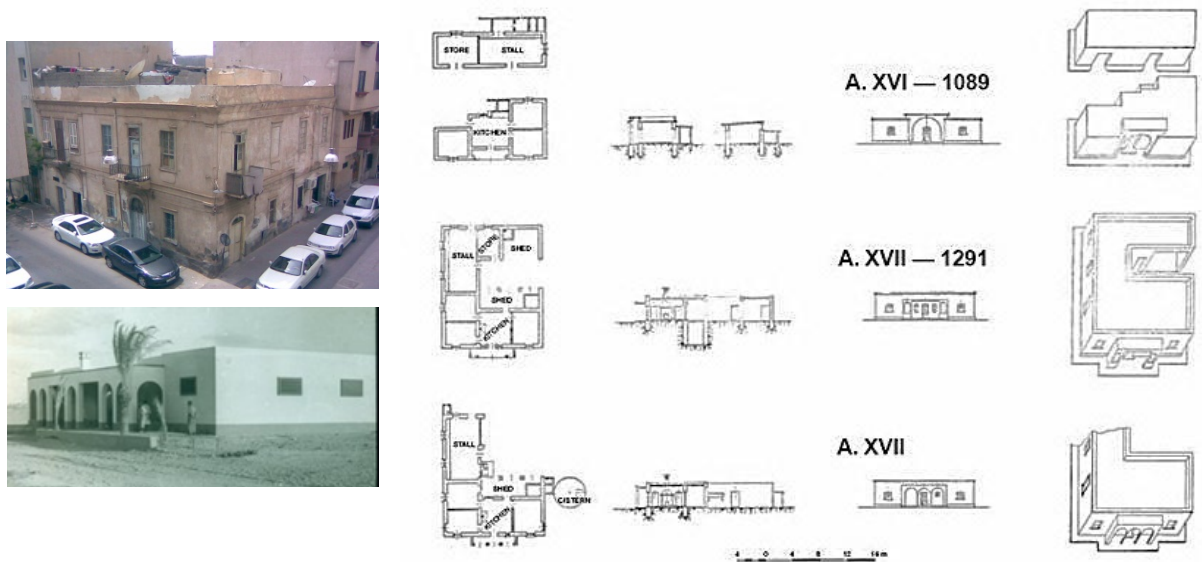 STORE STALL
A. XVI — 1089
KITCHEN
STALL STORE SHED
A. XVII — 1291
SHED
KITCHEN
STALL
A. XVII
SHED
CISTERN
KITCHEN
4 0 4 8 12 16 m